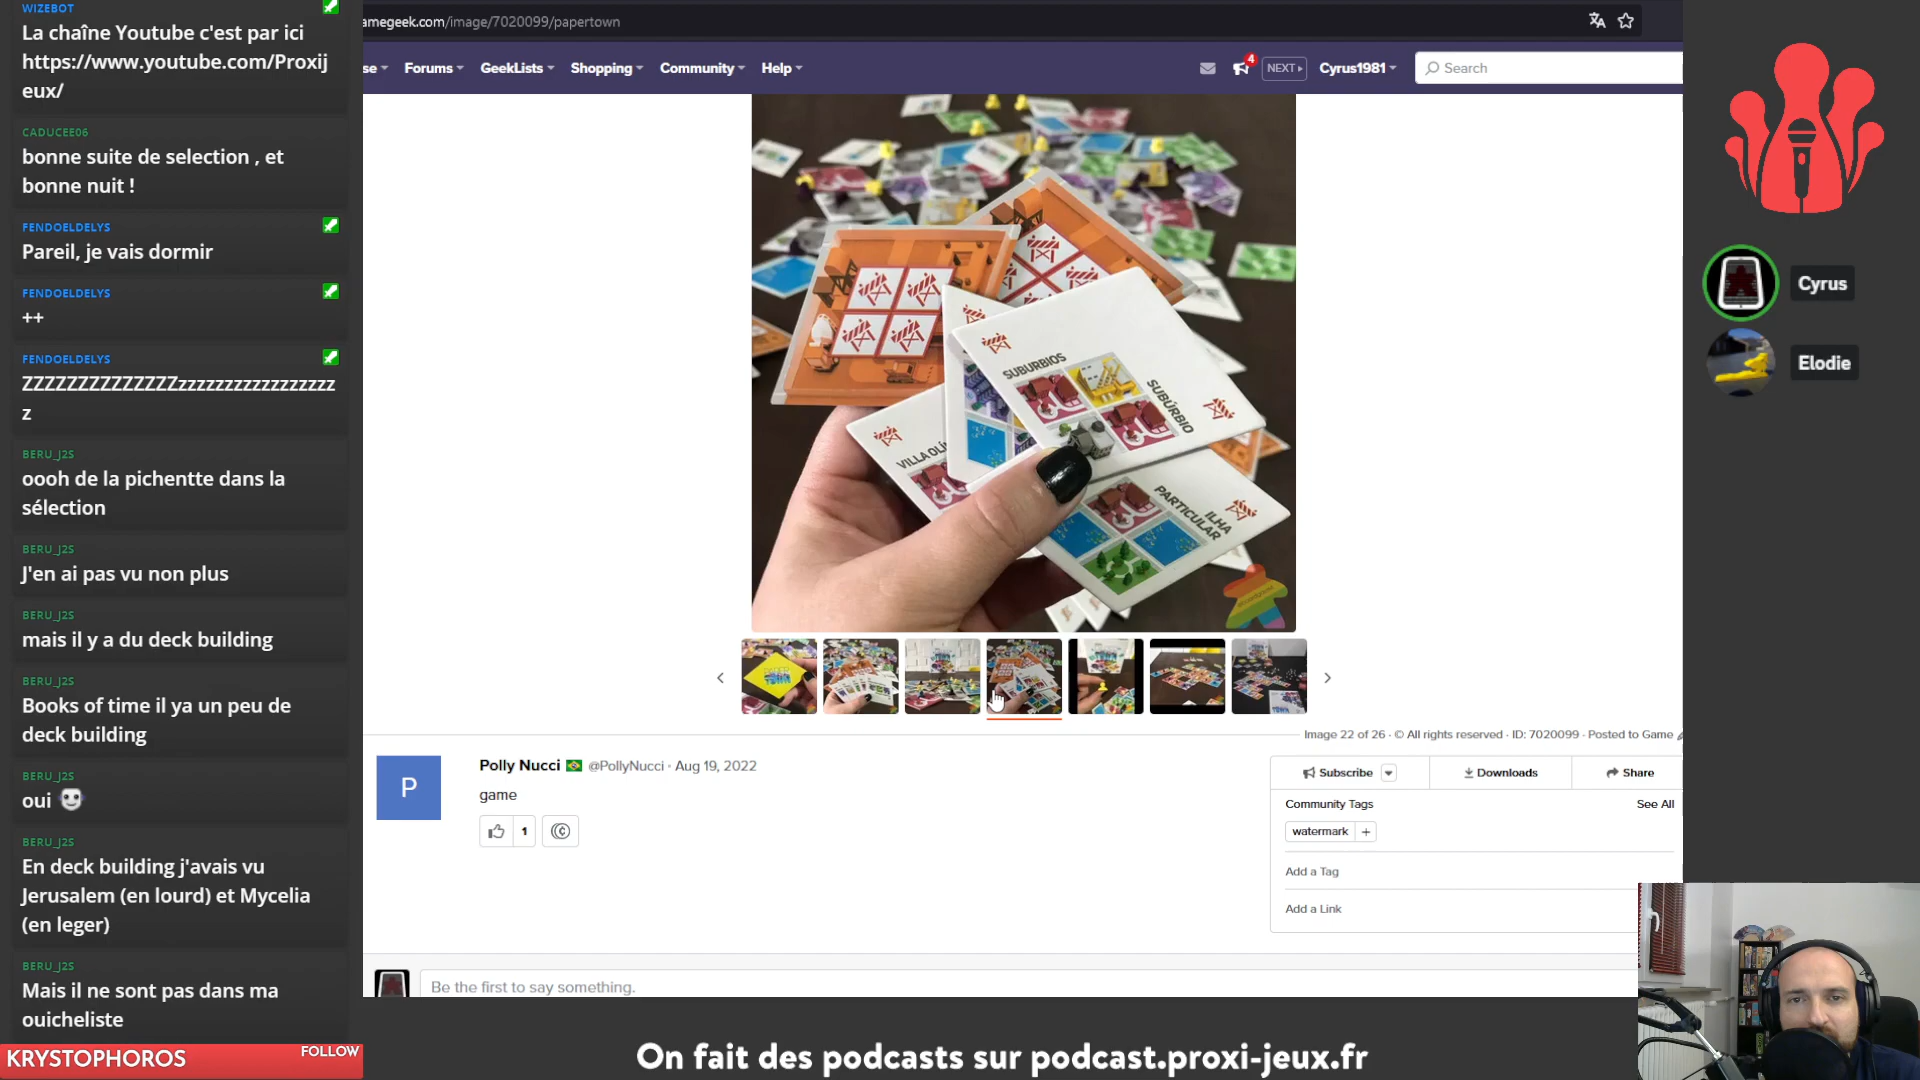 WIZEBOT
La chaîne Youtube c'est par ici
https://www.youtube.com/Proxij
eux/
CADUCEE06
bonne suite de selection , et
bonne nuit !
FENDOELDELYS
Pareil, je vais dormir
FENDOELDELYS
++
FENDOELDELYS
ZZZZZZZZZZZZZZzzzzzzzzzzzzzzzzz
z
BERU_J2S
oooh de la pichentte dans la
sélection
BERU_J2S
J'en ai pas vu non plus
BERU_J2S
mais il y a du deck building
BERU_J2S
Books of time il ya un peu de
deck building
BERU_J2S
oui
BERU_J2S
En deck building j'avais vu
Jerusalem (en lourd) et Mycelia
(en leger)
BERU_J2S
Mais il ne sont pas dans ma
ouicheliste
KRYSTOPHOROS
FOLLOW
amegeek.com/image/7020099/papertown
se Forums GeekLists Shopping Community Help
4 NEXT Cyrus1981 Search
SUBURBIOS
SUBÚRBIO
VILLA OLÍ
ILHA
PARTICULAR
Image 22 of 26 · © All rights reserved · ID: 7020099 · Posted to Game
P
Polly Nucci @PollyNucci · Aug 19, 2022
game
1
Subscribe Downloads Share
Community Tags See All
watermark +
Add a Tag
Add a Link
Be the first to say something.
Cyrus
Elodie
On fait des podcasts sur podcast.proxi-jeux.fr